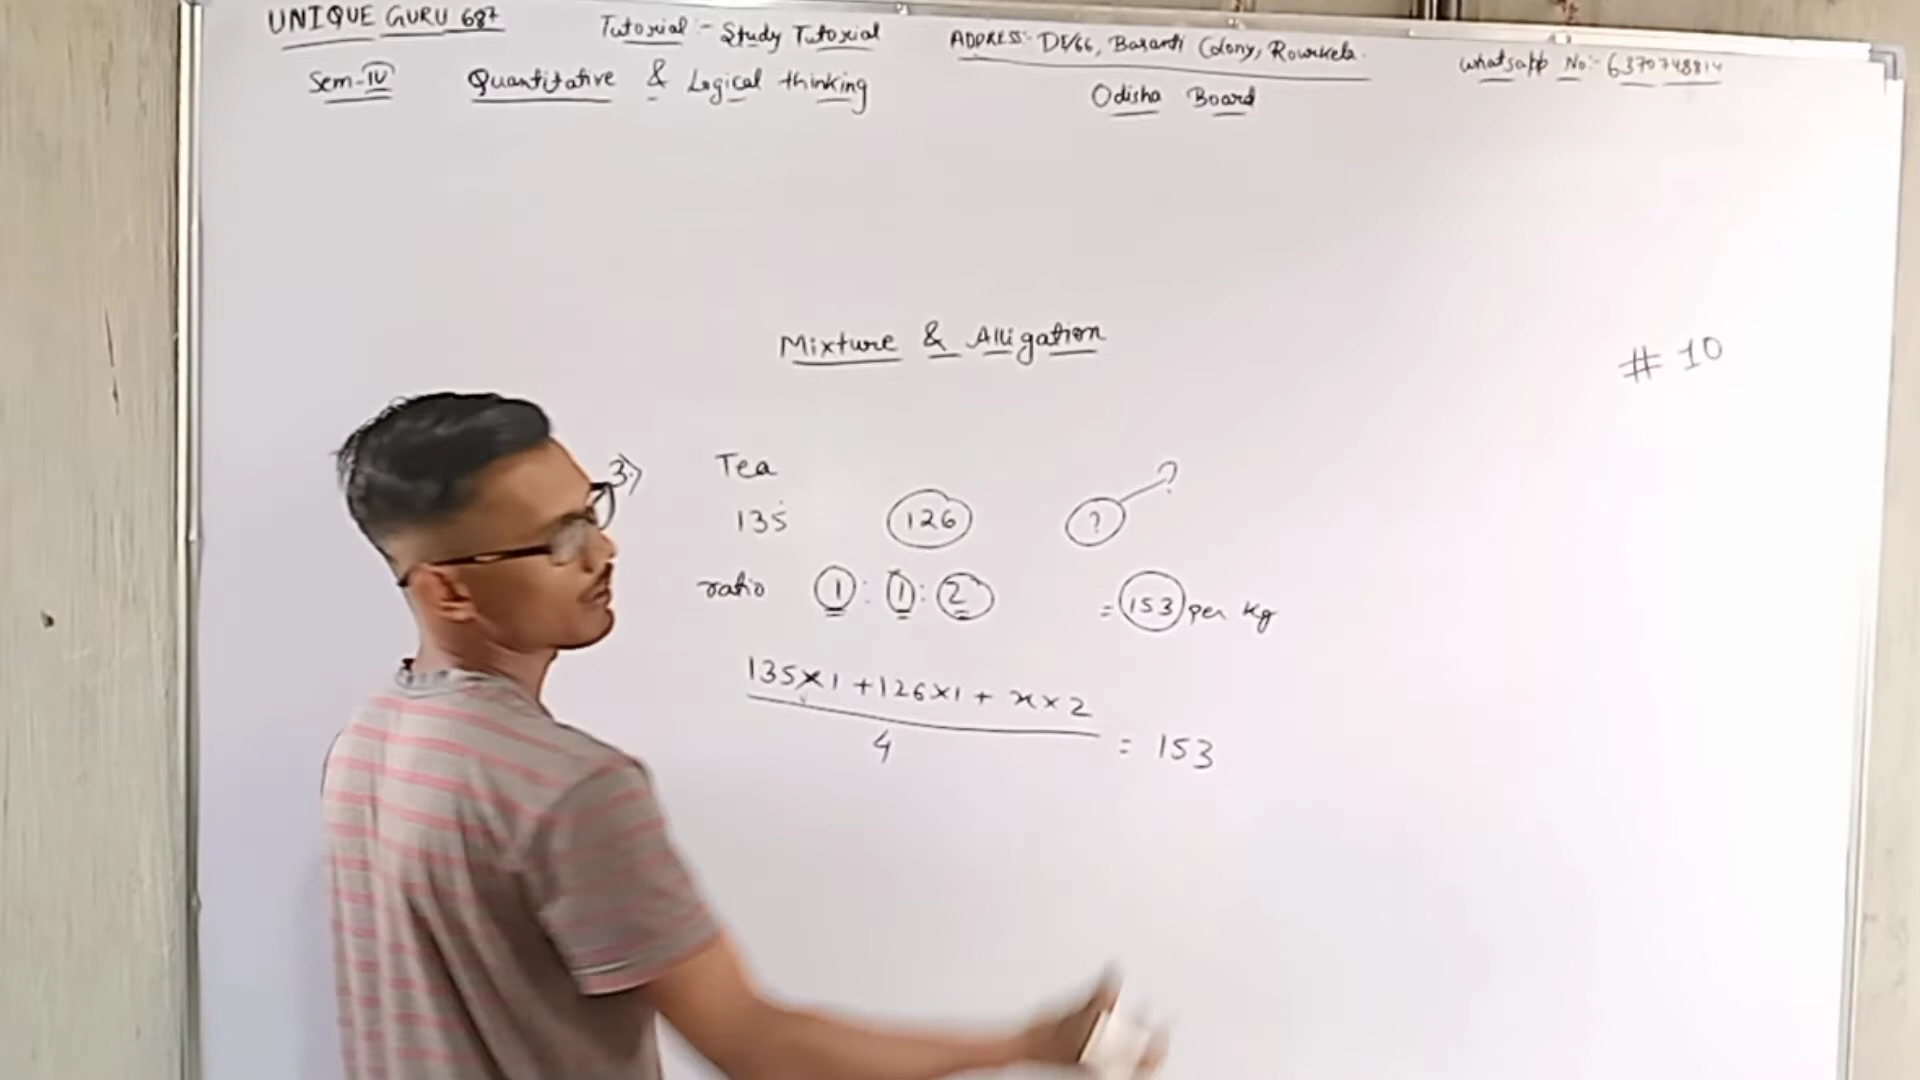 UNIQUE GURU 687 Tutorial :- Study Tutorial ADDRESS:- DE/66, Basanti Colony, Rourkela. Whatsapp No:- 6370748814
Sem-IV Quantitative & Logical thinking Odisha Board
Mixture & Alligation
# 10
3.) Tea
135 126 ? ?
ratio 1 : 1 : 2 = 153 per Kg
135×1 +126×1 + x × 2
4 = 153